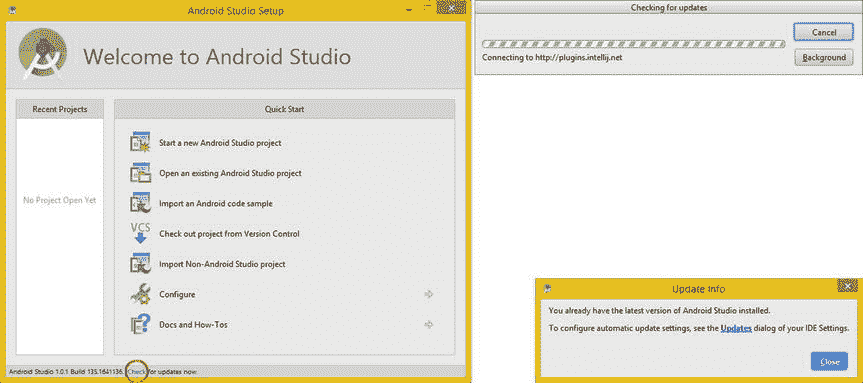 Android Studio Setup
Welcome to Android Studio
Recent Projects
No Project Open Yet
Quick Start
Start a new Android Studio project
Open an existing Android Studio project
Import an Android code sample
VCS
Check out project from Version Control
Import Non-Android Studio project
Configure
Docs and How-Tos
Android Studio 1.0.1 Build 135.1641136. Check for updates now.
Checking for updates
Connecting to http://plugins.intellij.net
Cancel
Background
Update Info
You already have the latest version of Android Studio installed.
To configure automatic update settings, see the Updates dialog of your IDE Settings.
Close